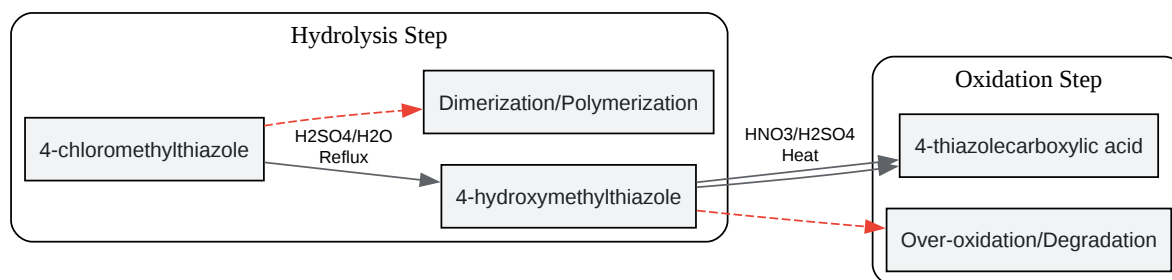 Hydrolysis Step
Dimerization/Polymerization
4-chloromethylthiazole
H2SO4/H2O
Reflux
4-hydroxymethylthiazole
HNO3/H2SO4
Heat
Oxidation Step
4-thiazolecarboxylic acid
Over-oxidation/Degradation